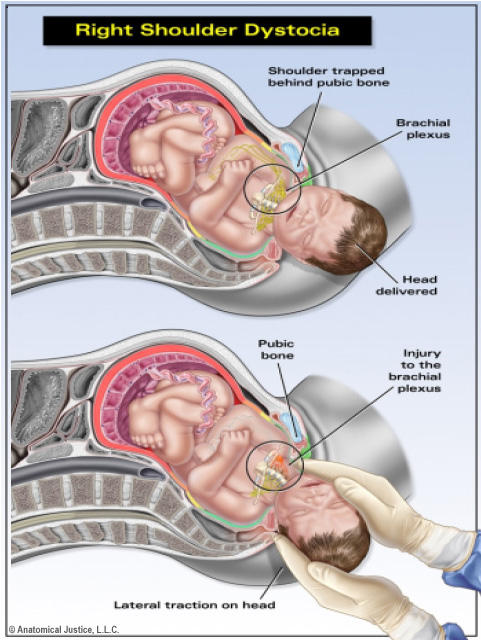 Right Shoulder Dystocia
Shoulder trapped
behind pubic bone
Brachial
plexus
Head
delivered
Pubic
bone
Injury
to the
brachial
plexus
Lateral traction on head
© Anatomical Justice, L.L.C.